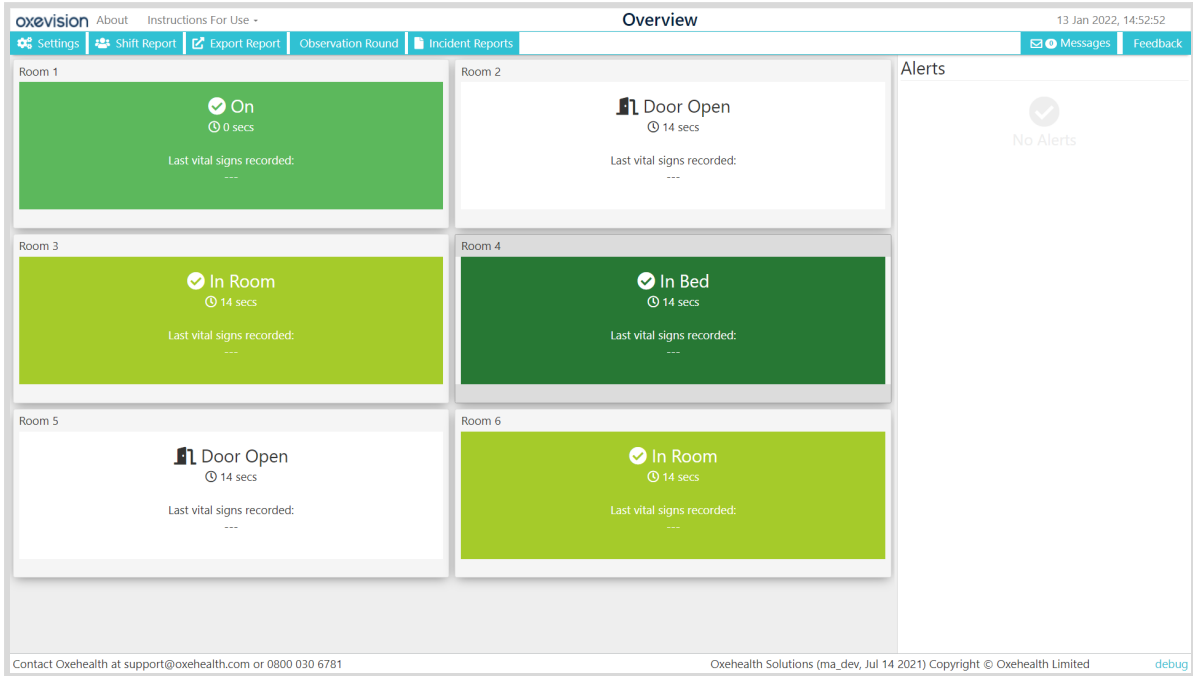 oxevision About Instructions For Use Overview 13 Jan 2022, 14:52:52
Settings Shift Report Export Report Observation Round Incident Reports 0 Messages Feedback
Room 1
On
0 secs
Last vital signs recorded:
---
Room 2
Door Open
14 secs
Last vital signs recorded:
---
Alerts
No Alerts
Room 3
In Room
14 secs
Last vital signs recorded:
---
Room 4
In Bed
14 secs
Last vital signs recorded:
---
Room 5
Door Open
14 secs
Last vital signs recorded:
---
Room 6
In Room
14 secs
Last vital signs recorded:
---
Contact Oxehealth at support@oxehealth.com or 0800 030 6781 Oxehealth Solutions (ma_dev, Jul 14 2021) Copyright © Oxehealth Limited debug